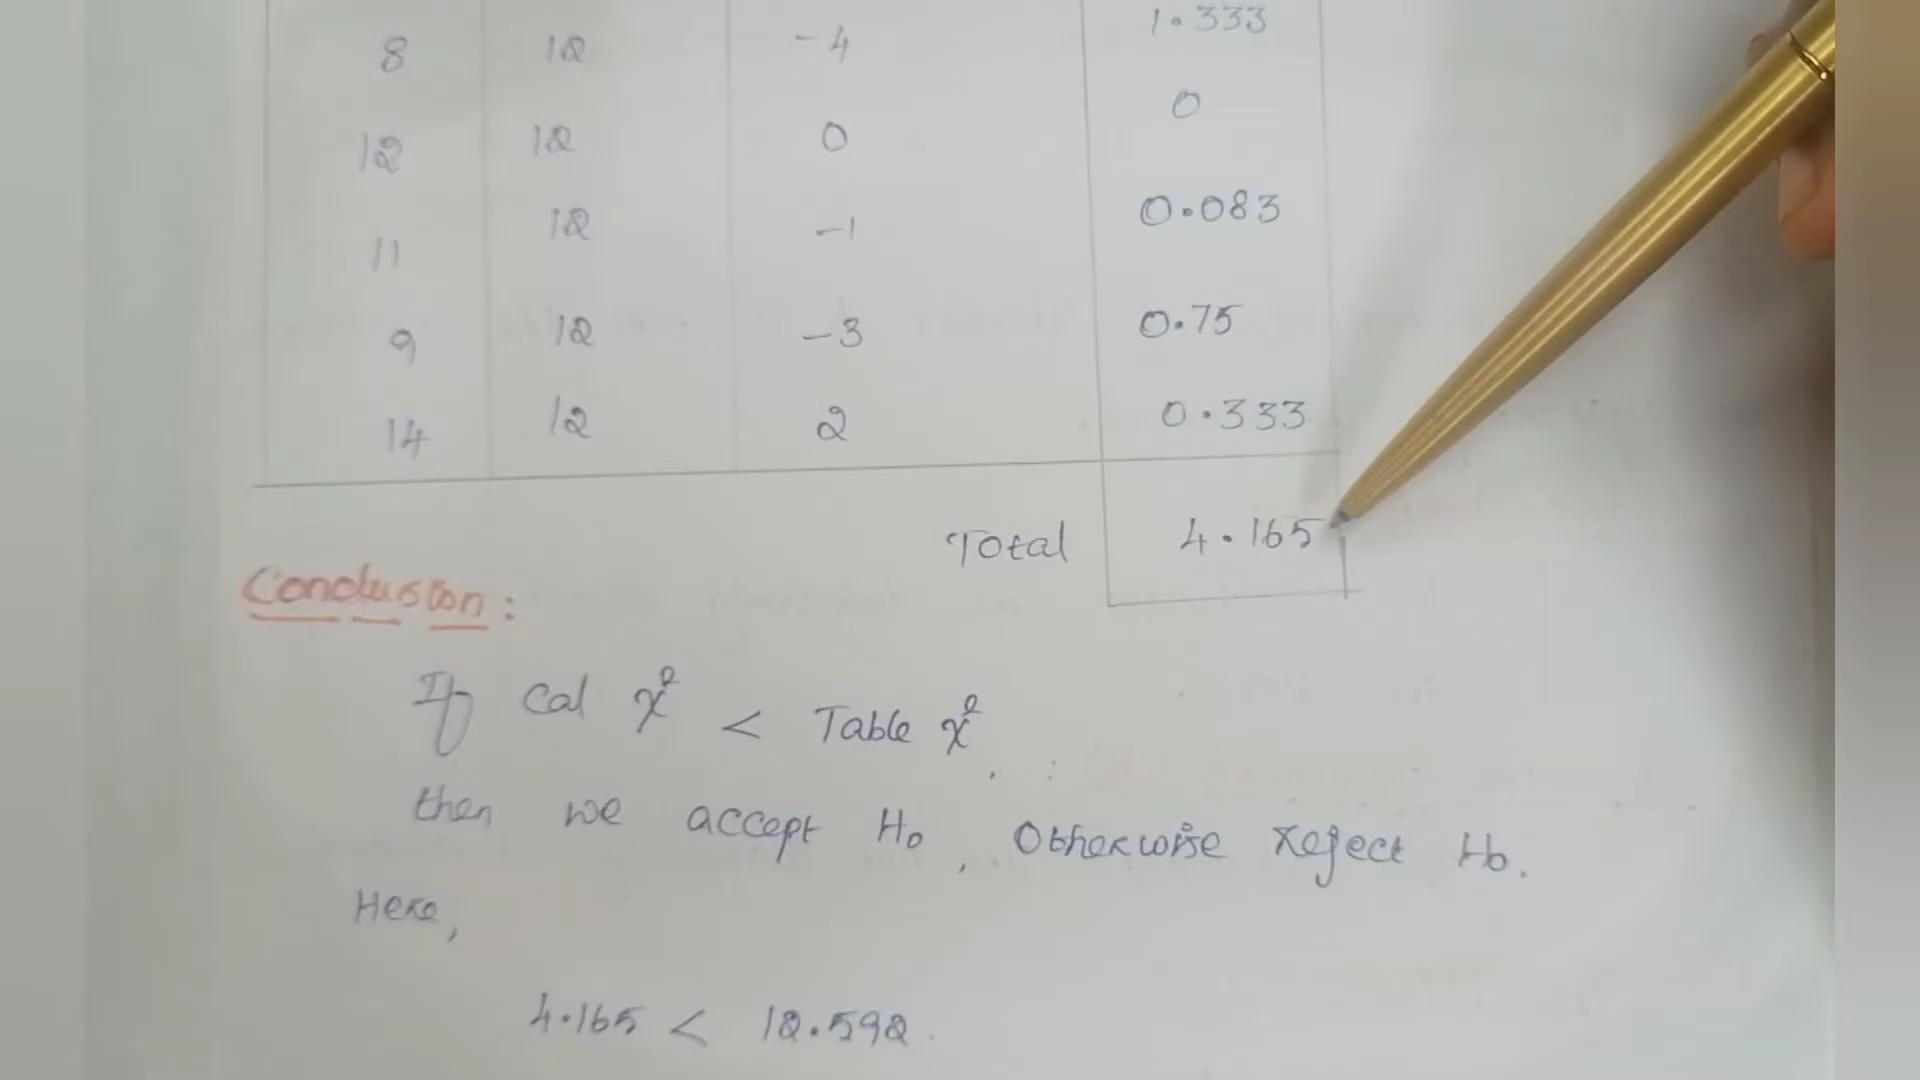 8 12 -4 1.333
12 12 0 0
11 12 -1 0.083
9 12 -3 0.75
14 12 2 0.333
Total 4.165
Conclusion:
If Cal χ² < Table χ²,
then we accept H₀, Otherwise reject H₀.
Here,
4.165 < 12.592.